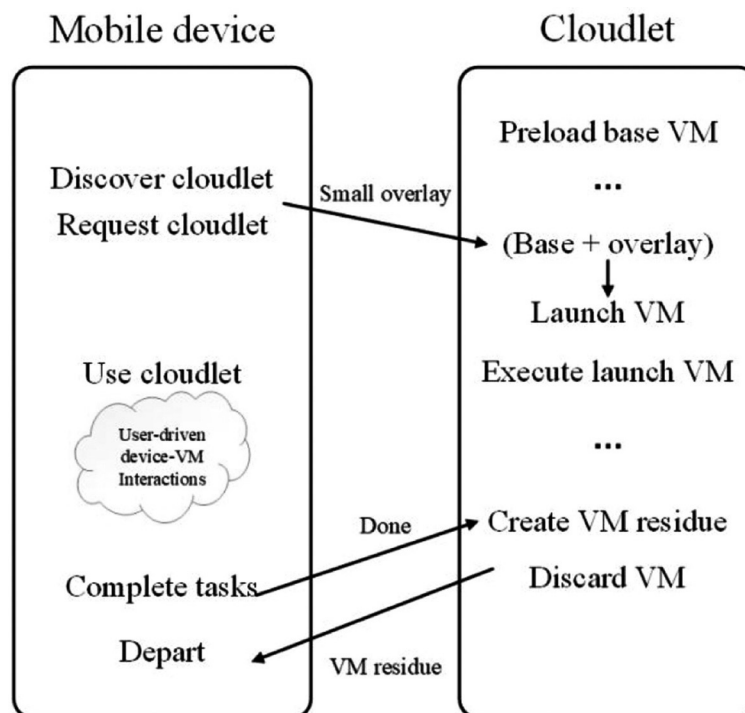 Mobile device
Cloudlet
Preload base VM
...
Discover cloudlet
Small overlay
Request cloudlet
(Base + overlay)
Launch VM
Use cloudlet
Execute launch VM
User-driven
device-VM
Interactions
...
Done
Create VM residue
Complete tasks
Discard VM
Depart
VM residue